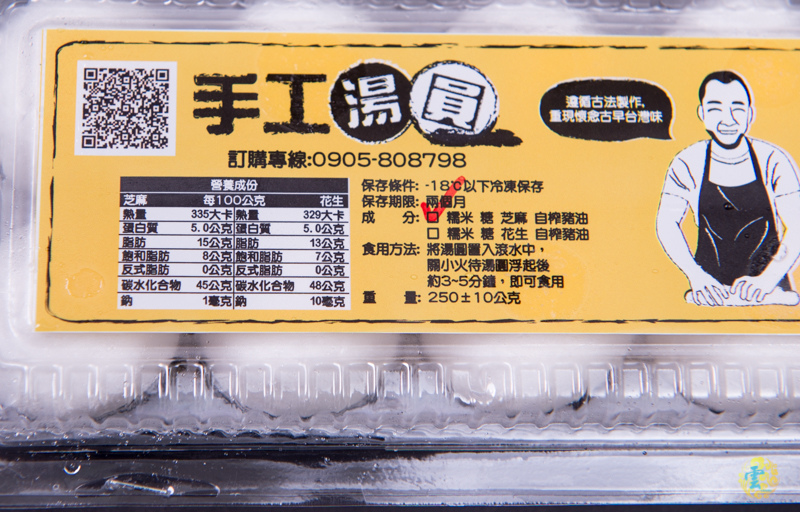 手工湯圓
訂購專線:0905-808798
遵循古法製作,
重現懷念古早台灣味
營養成份
芝麻 每100公克 花生
熱量 335大卡 熱量 329大卡
蛋白質 5.0公克 蛋白質 5.0公克
脂肪 15公克 脂肪 13公克
飽和脂肪 8公克 飽和脂肪 7公克
反式脂肪 0公克 反式脂肪 0公克
碳水化合物 45公克 碳水化合物 48公克
鈉 1毫克 鈉 10毫克
保存條件: -18℃以下冷凍保存
保存期限: 兩個月
成 分: 口 糯米 糖 芝麻 自榨豬油
口 糯米 糖 花生 自榨豬油
食用方法: 將湯圓置入滾水中,
關小火待湯圓浮起後
約3~5分鐘,即可食用
重 量: 250±10公克
雲